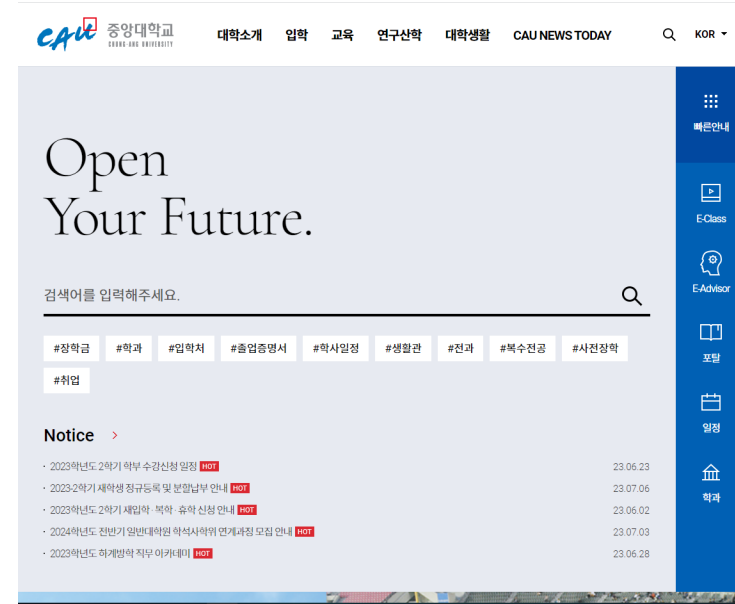 CAU 중앙대학교
CHUNG-ANG UNIVERSITY
대학소개 입학 교육 연구산학 대학생활 CAU NEWS TODAY KOR
빠른안내
Open
Your Future.
E-Class
E-Advisor
포탈
일정
학과
검색어를 입력해주세요.
#장학금 #학과 #입학처 #졸업증명서 #학사일정 #생활관 #전과 #복수전공 #사전장학
#취업
Notice
· 2023학년도 2학기 학부 수강신청 일정 HOT 23.06.23
· 2023-2학기 재학생 정규등록 및 분할납부 안내 HOT 23.07.06
· 2023학년도 2학기 재입학 · 복학 · 휴학 신청 안내 HOT 23.06.02
· 2024학년도 전반기 일반대학원 학석사학위 연계과정 모집 안내 HOT 23.07.03
· 2023학년도 하계방학 직무 아카데미 HOT 23.06.28